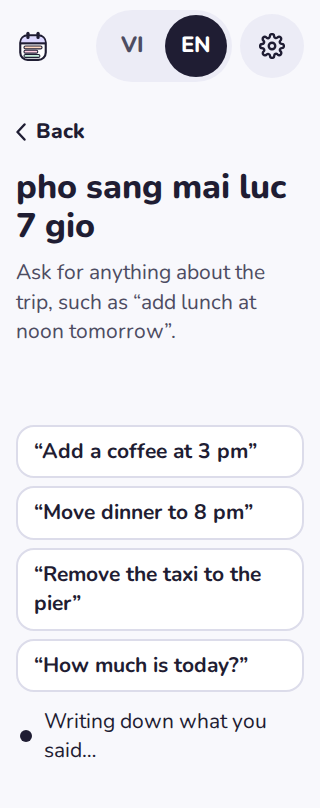 VI EN
Back
pho sang mai luc
7 gio
Ask for anything about the
trip, such as “add lunch at
noon tomorrow”.
“Add a coffee at 3 pm”
“Move dinner to 8 pm”
“Remove the taxi to the
pier”
“How much is today?”
Writing down what you
said…